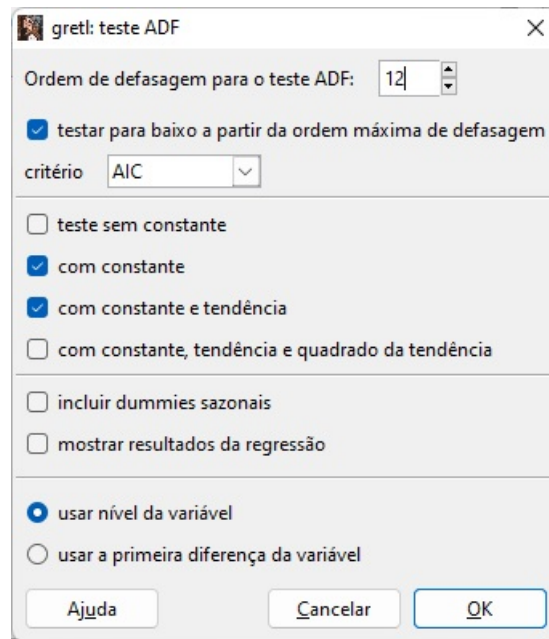 gretl: teste ADF
Ordem de defasagem para o teste ADF: 12
testar para baixo a partir da ordem máxima de defasagem
critério AIC
teste sem constante
com constante
com constante e tendência
com constante, tendência e quadrado da tendência
incluir dummies sazonais
mostrar resultados da regressão
usar nível da variável
usar a primeira diferença da variável
Ajuda Cancelar OK